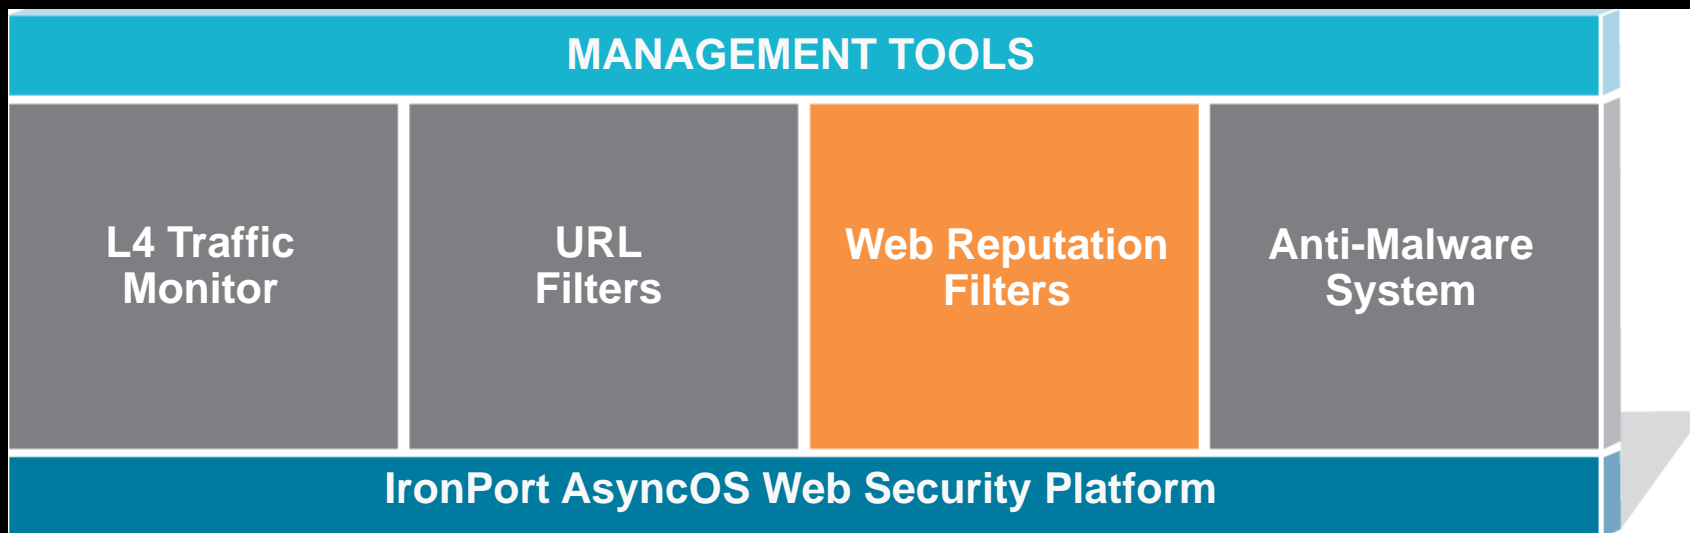 MANAGEMENT TOOLS
L4 Traffic
Monitor
URL
Filters
Web Reputation
Filters
Anti-Malware
System
IronPort AsyncOS Web Security Platform